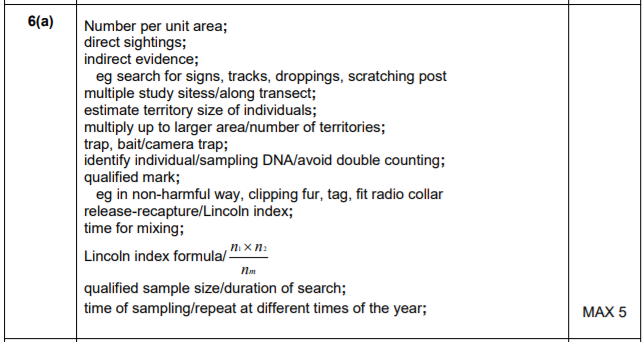 6(a)
Number per unit area;
direct sightings;
indirect evidence;
eg search for signs, tracks, droppings, scratching post
multiple study sitess/along transect;
estimate territory size of individuals;
multiply up to larger area/number of territories;
trap, bait/camera trap;
identify individual/sampling DNA/avoid double counting;
qualified mark;
eg in non-harmful way, clipping fur, tag, fit radio collar
release-recapture/Lincoln index;
time for mixing;
Lincoln index formula/ n₁ × n₂ / nm
qualified sample size/duration of search;
time of sampling/repeat at different times of the year;
MAX 5